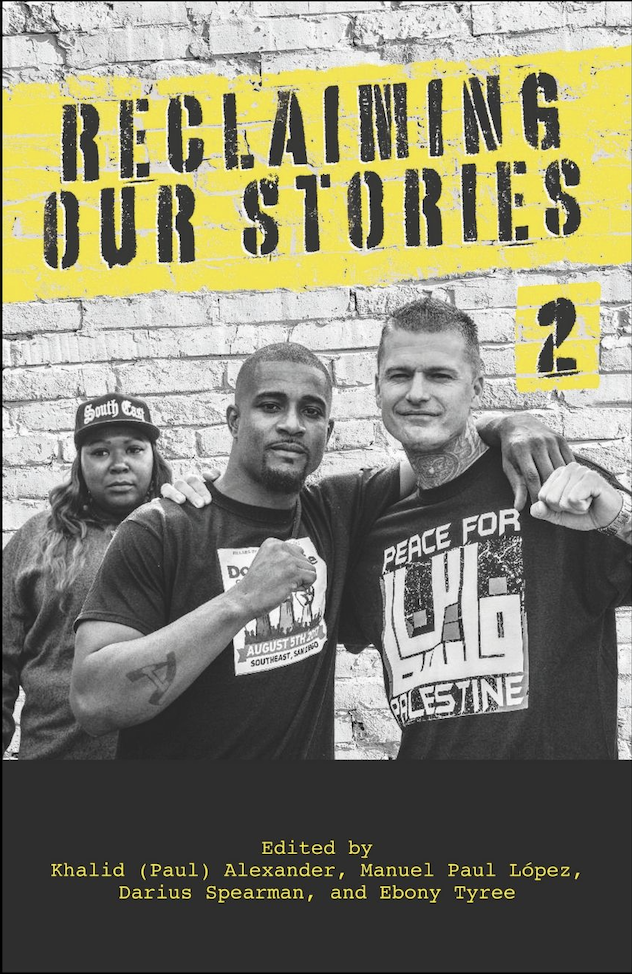 RECLAIMING
OUR STORIES
2
South East
PEACE FOR
PALESTINE
AUGUST 5TH
SOUTHEAST, SAN DIEGO
Edited by
Khalid (Paul) Alexander, Manuel Paul López,
Darius Spearman, and Ebony Tyree